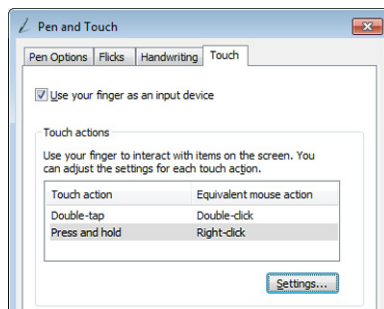 Pen and Touch
Pen Options Flicks Handwriting Touch
Use your finger as an input device
Touch actions
Use your finger to interact with items on the screen. You
can adjust the settings for each touch action.
Touch action Equivalent mouse action
Double-tap Double-click
Press and hold Right-click
Settings...